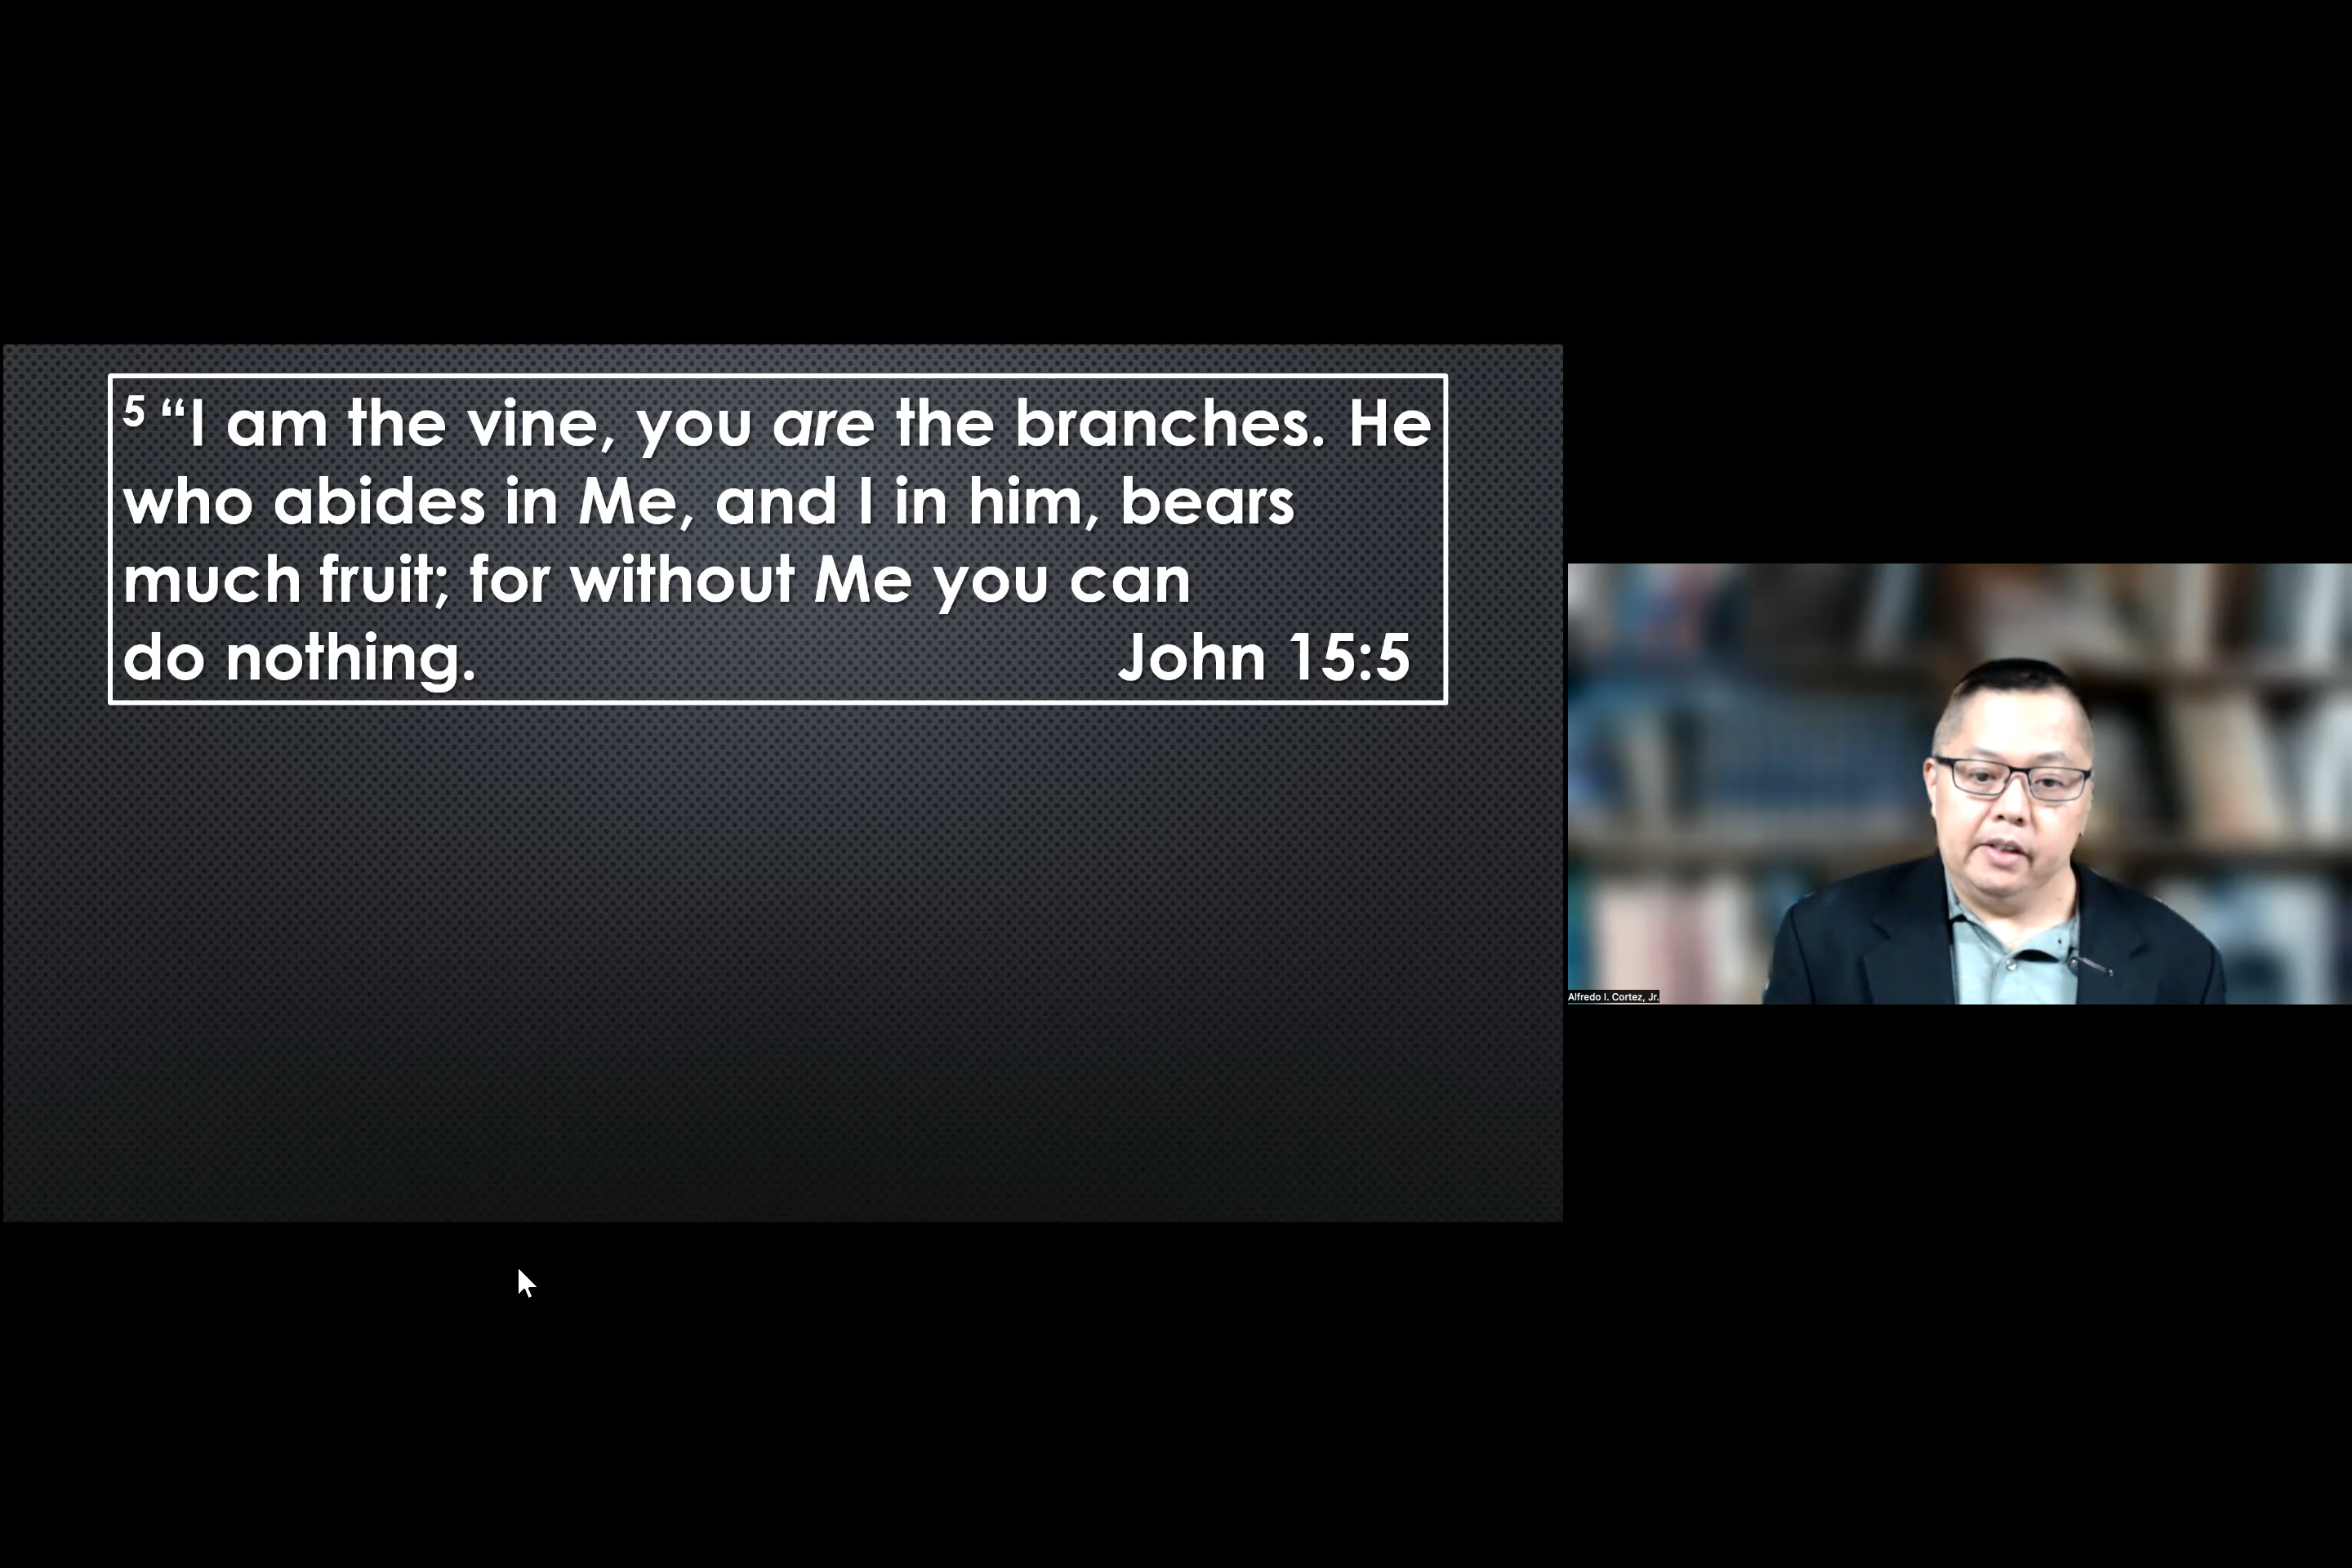 5 “I am the vine, you are the branches. He
who abides in Me, and I in him, bears
much fruit; for without Me you can
do nothing. John 15:5
Alfredo I. Cortez, Jr.